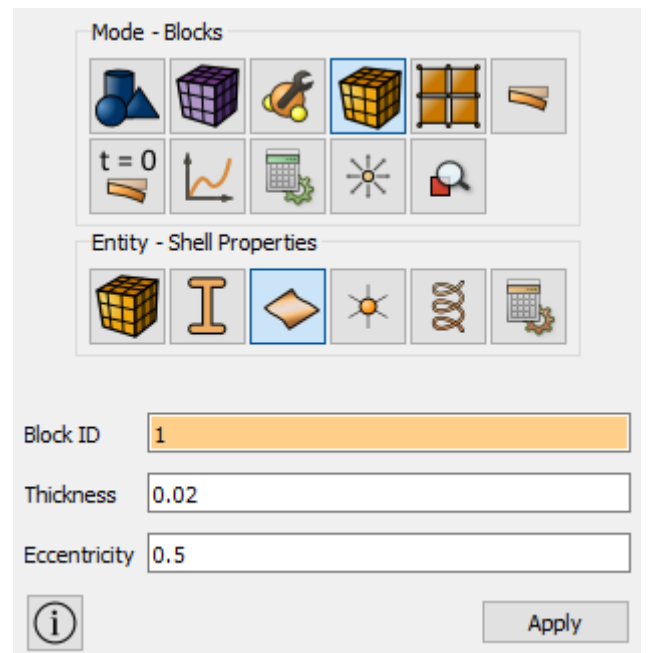 Mode - Blocks
t = 0
Entity - Shell Properties
Block ID 1
Thickness 0.02
Eccentricity 0.5
i Apply